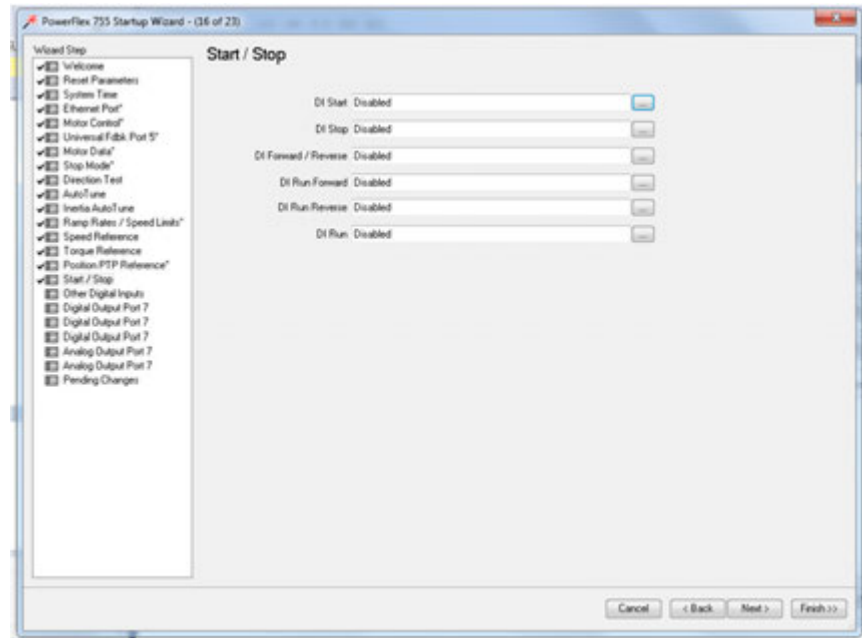 PowerFlex 755 Startup Wizard - (16 of 23)
Wizard Step
Welcome
Reset Parameters
System Time
Ethernet Port*
Motor Control*
Universal Fdbk Port 5*
Motor Data*
Stop Mode*
Direction Test
AutoTune
Inertia AutoTune
Ramp Rates / Speed Limits*
Speed Reference
Torque Reference
Position/PTP Reference*
Start / Stop
Other Digital Inputs
Digital Output Port 7
Digital Output Port 7
Digital Output Port 7
Analog Output Port 7
Analog Output Port 7
Pending Changes
Start / Stop
DI Start Disabled ...
DI Stop Disabled ...
DI Forward / Reverse Disabled ...
DI Run Forward Disabled ...
DI Run Reverse Disabled ...
DI Run Disabled ...
Cancel < Back Next > Finish >>